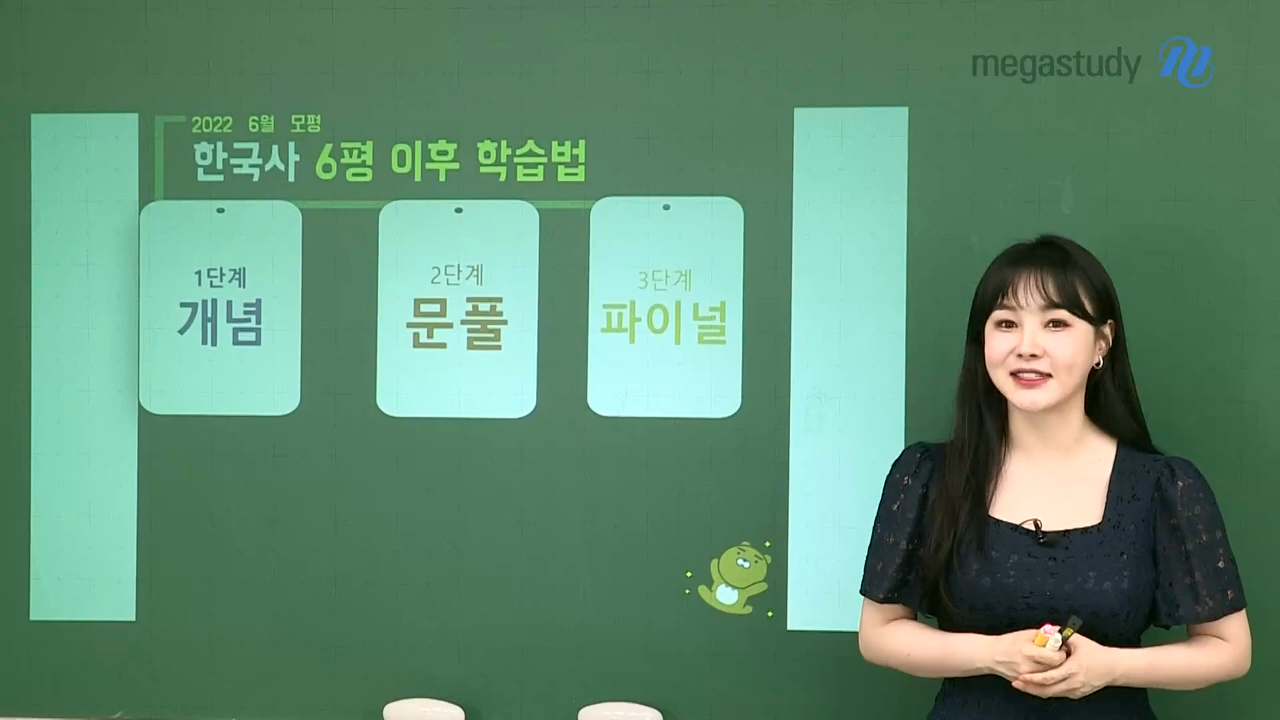 megastudy
2022 6월 모평
한국사 6평 이후 학습법
1단계
개념
2단계
문풀
3단계
파이널